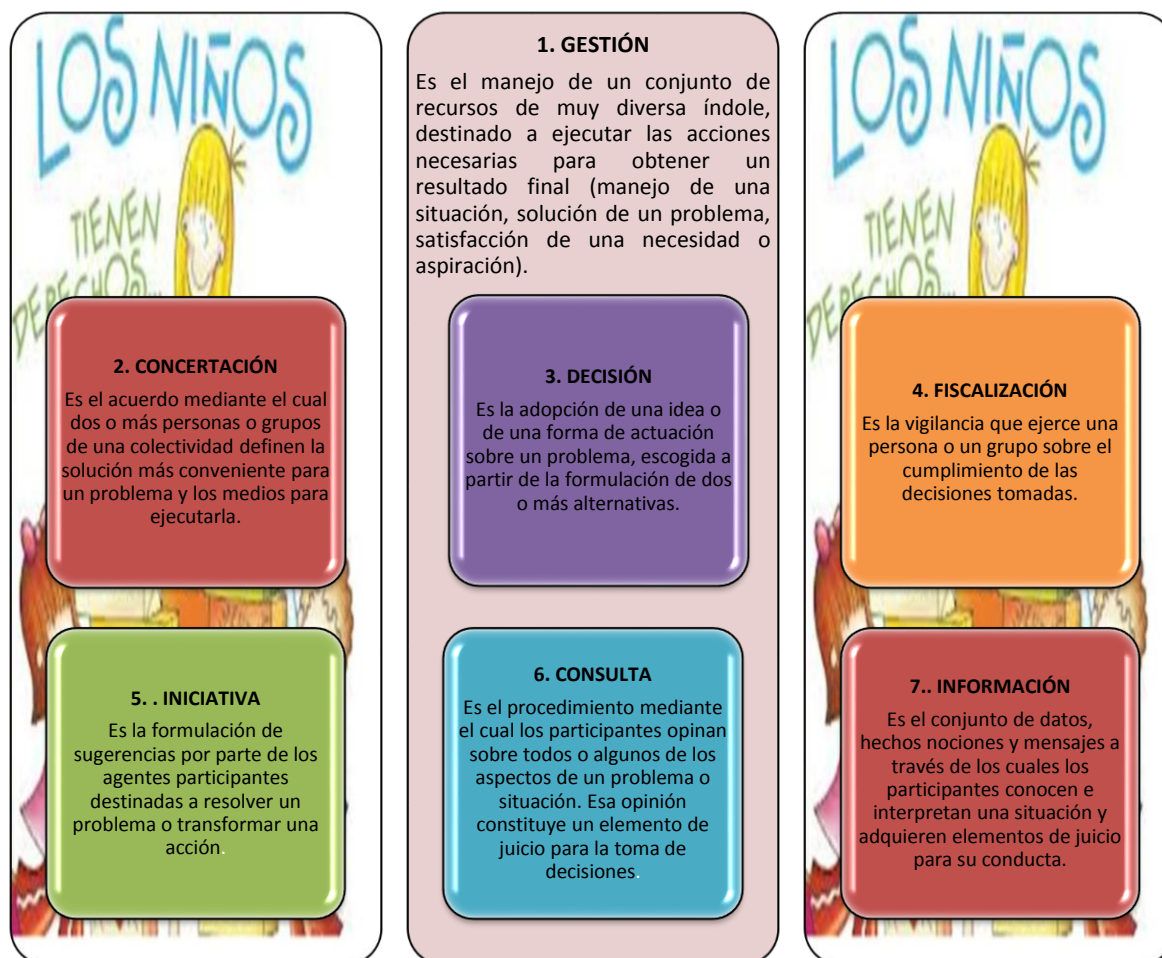 LOS NIÑOS
TIENEN
DERECHOS...
1. GESTIÓN
Es el manejo de un conjunto de
recursos de muy diversa índole,
destinado a ejecutar las acciones
necesarias para obtener un
resultado final (manejo de una
situación, solución de un problema,
satisfacción de una necesidad o
aspiración).
LOS NIÑOS
TIENEN
DERECHOS...
2. CONCERTACIÓN
Es el acuerdo mediante el cual
dos o más personas o grupos
de una colectividad definen la
solución más conveniente para
un problema y los medios para
ejecutarla.
3. DECISIÓN
Es la adopción de una idea o
de una forma de actuación
sobre un problema, escogida a
partir de la formulación de dos
o más alternativas.
4. FISCALIZACIÓN
Es la vigilancia que ejerce una
persona o un grupo sobre el
cumplimiento de las
decisiones tomadas.
5. . INICIATIVA
Es la formulación de
sugerencias por parte de los
agentes participantes
destinadas a resolver un
problema o transformar una
acción.
6. CONSULTA
Es el procedimiento mediante
el cual los participantes opinan
sobre todos o algunos de los
aspectos de un problema o
situación. Esa opinión
constituye un elemento de
juicio para la toma de
decisiones.
7.. INFORMACIÓN
Es el conjunto de datos,
hechos nociones y mensajes a
través de los cuales los
participantes conocen e
interpretan una situación y
adquieren elementos de juicio
para su conducta.